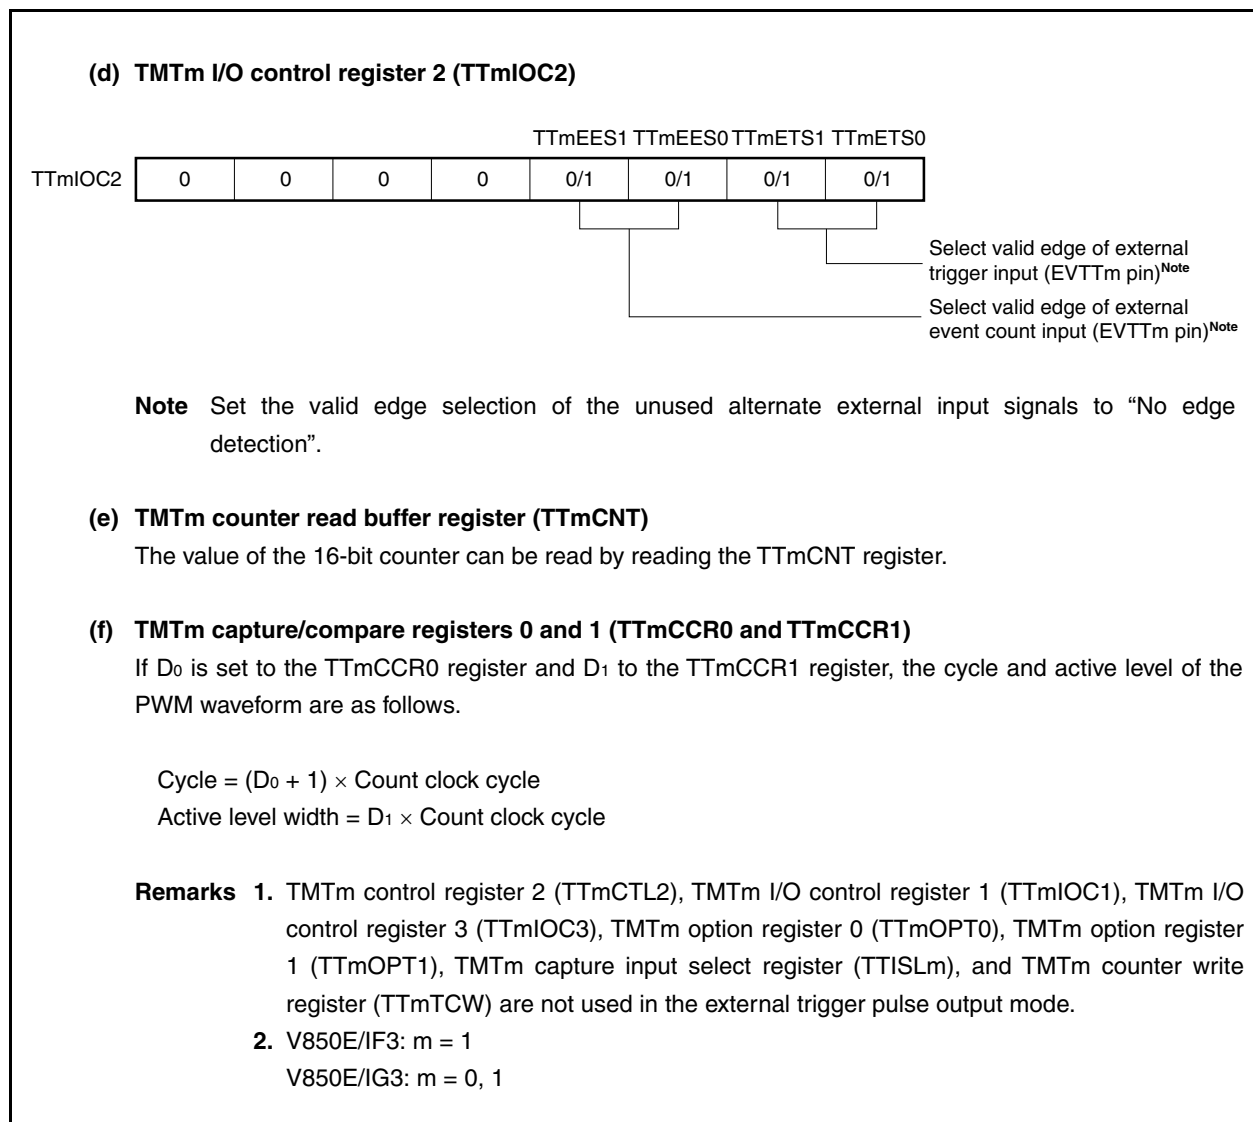 (d) TMTm I/O control register 2 (TTmIOC2)
TTmEES1 TTmEES0 TTmETS1 TTmETS0
TTmIOC2 0 0 0 0 0/1 0/1 0/1 0/1
Select valid edge of external
trigger input (EVTTm pin)Note
Select valid edge of external
event count input (EVTTm pin)Note
Note Set the valid edge selection of the unused alternate external input signals to “No edge
detection”.
(e) TMTm counter read buffer register (TTmCNT)
The value of the 16-bit counter can be read by reading the TTmCNT register.
(f) TMTm capture/compare registers 0 and 1 (TTmCCR0 and TTmCCR1)
If D0 is set to the TTmCCR0 register and D1 to the TTmCCR1 register, the cycle and active level of the
PWM waveform are as follows.
Cycle = (D0 + 1) × Count clock cycle
Active level width = D1 × Count clock cycle
Remarks 1. TMTm control register 2 (TTmCTL2), TMTm I/O control register 1 (TTmIOC1), TMTm I/O
control register 3 (TTmIOC3), TMTm option register 0 (TTmOPT0), TMTm option register
1 (TTmOPT1), TMTm capture input select register (TTISLm), and TMTm counter write
register (TTmTCW) are not used in the external trigger pulse output mode.
2. V850E/IF3: m = 1
V850E/IG3: m = 0, 1